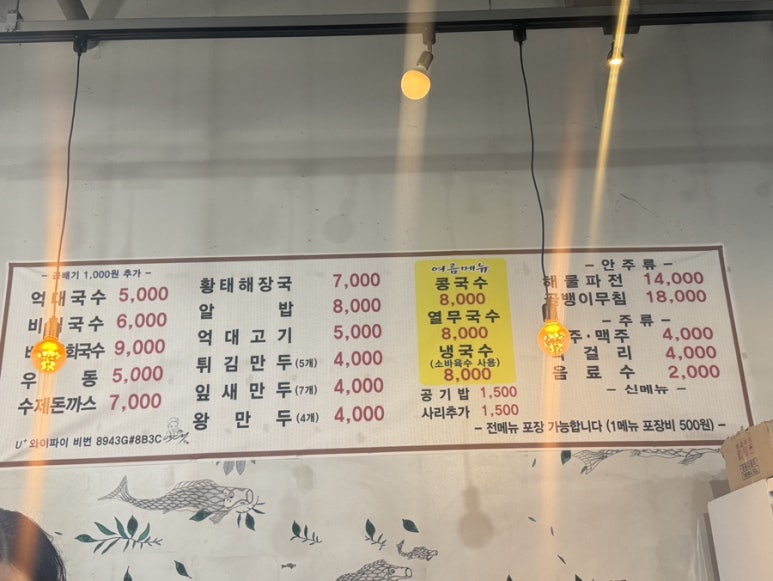 - 곱배기 1,000원 추가 -
억대국수 5,000
국수 6,000
회국수 9,000
우동 5,000
수제돈까스 7,000
U⁺와이파이 비번 8943G#8B3C
황태해장국 7,000
알밥 8,000
억대고기 5,000
튀김만두(5개) 4,000
잎새만두(7개) 4,000
왕만두(4개) 4,000
여름메뉴
콩국수
8,000
열무국수
8,000
냉국수
(소바육수 사용)
8,000
공기밥 1,500
사리추가 1,500
- 안주류 -
해물파전 14,000
골뱅이무침 18,000
- 주류 -
주·맥주 4,000
걸리 4,000
음료수 2,000
- 신메뉴 -
- 전메뉴 포장 가능합니다 (1메뉴 포장비 500원) -